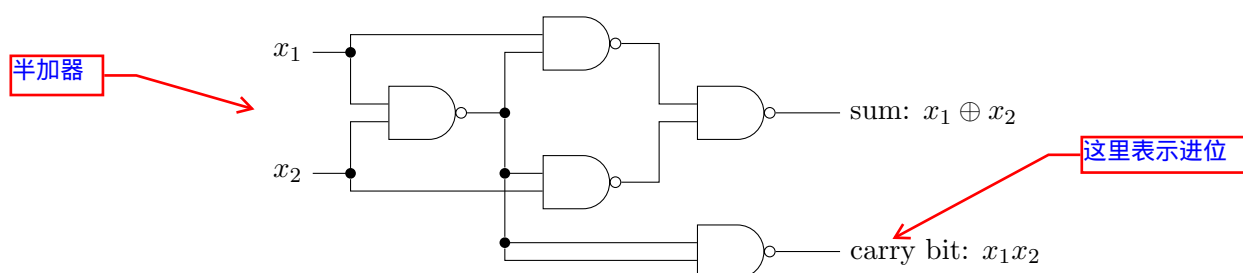 x₁
半加器
sum: x₁ ⊕ x₂
这里表示进位
x₂
carry bit: x₁x₂